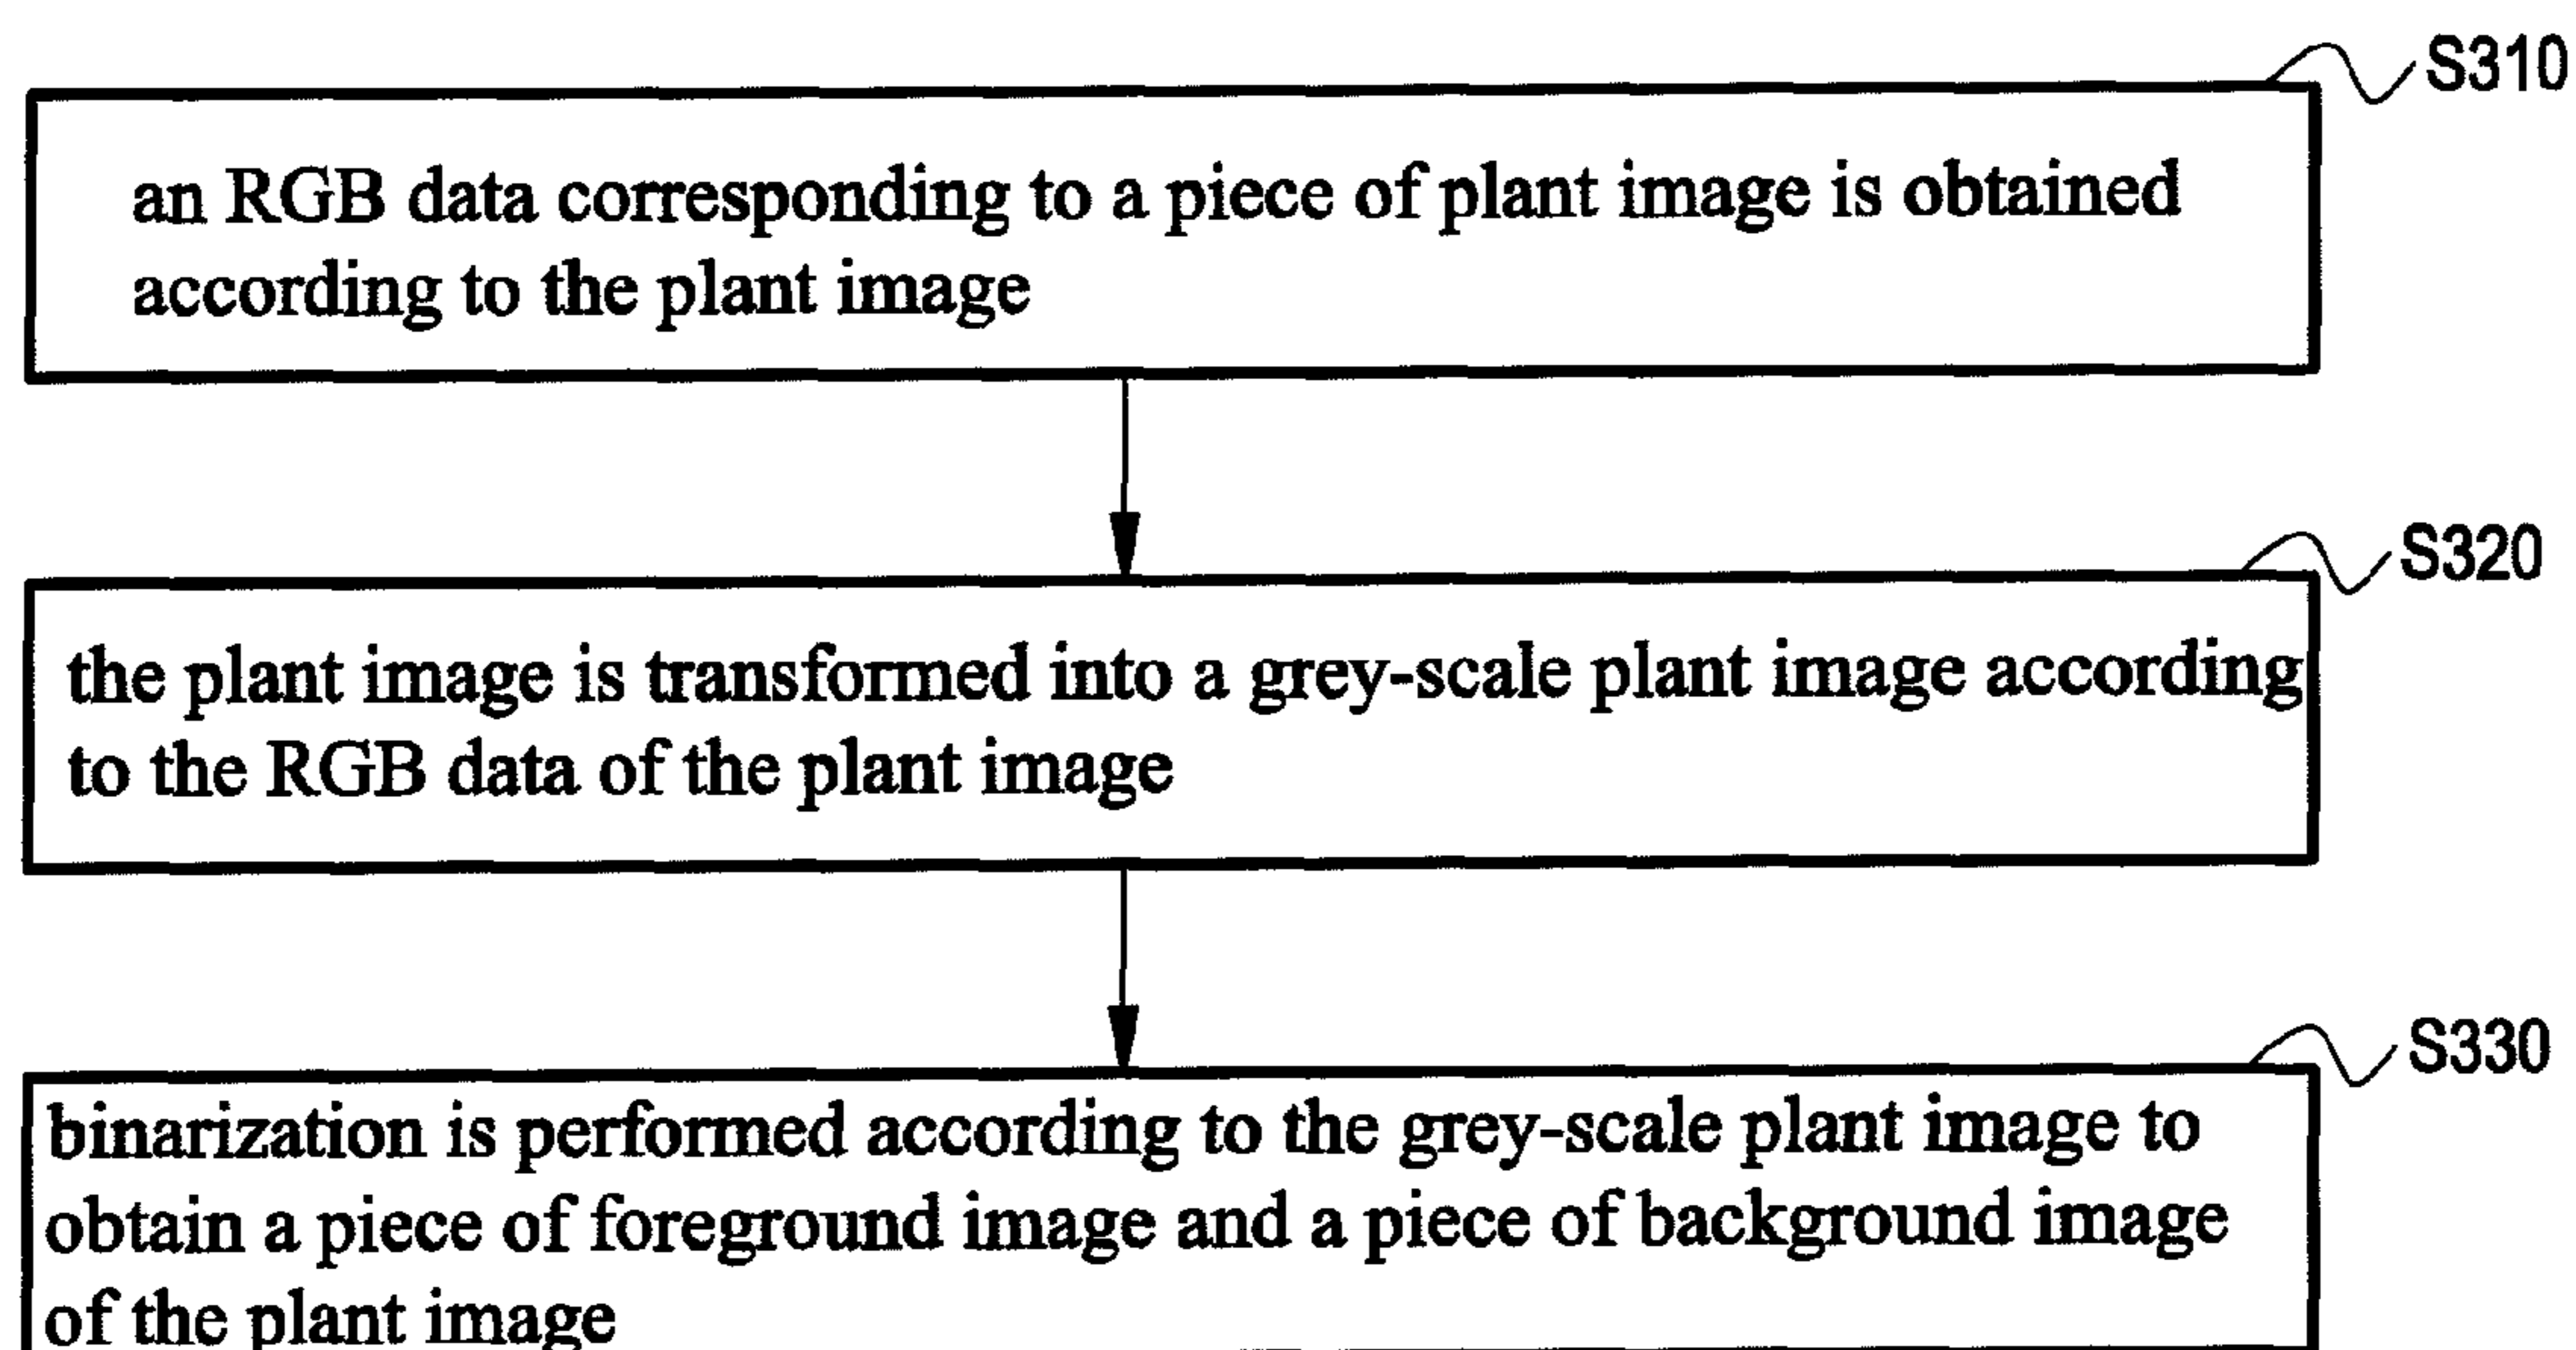 S310
an RGB data corresponding to a piece of plant image is obtained
according to the plant image
S320
the plant image is transformed into a grey-scale plant image according
to the RGB data of the plant image
S330
binarization is performed according to the grey-scale plant image to
obtain a piece of foreground image and a piece of background image
of the plant image